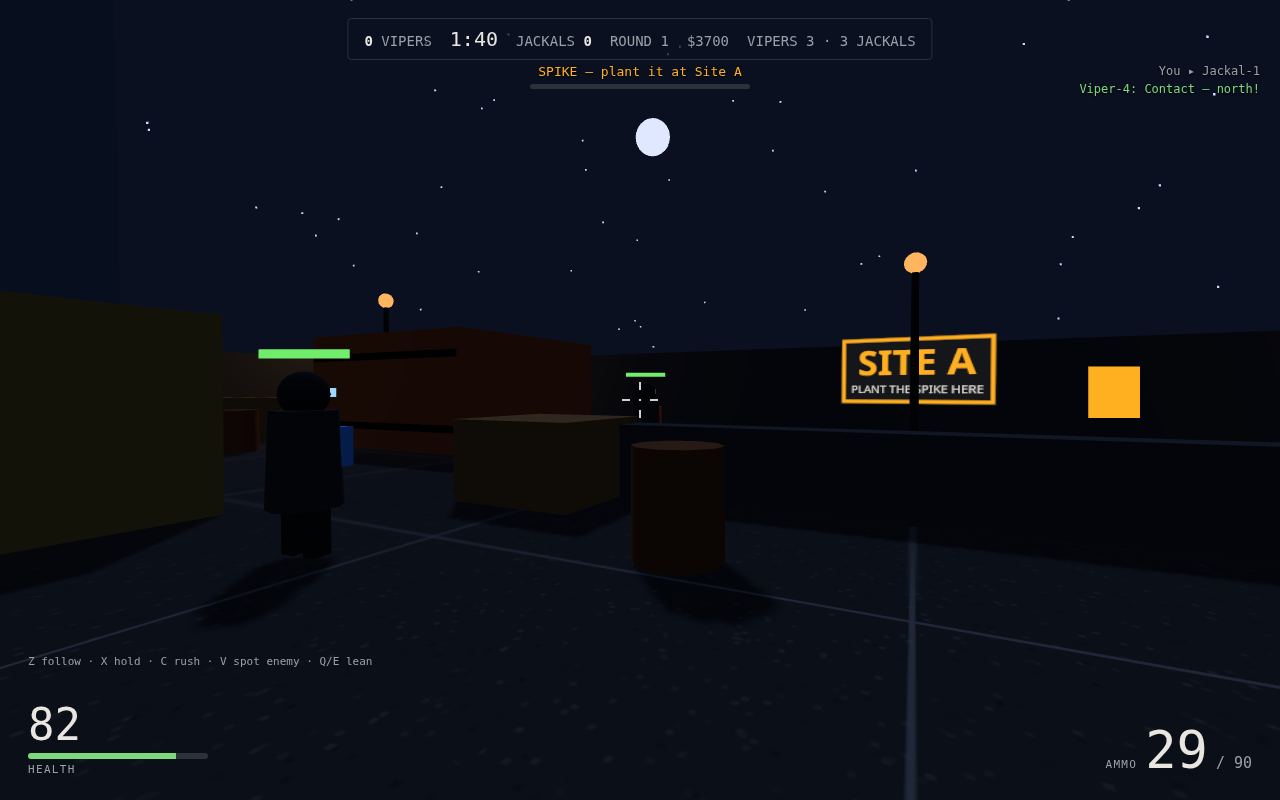 0 VIPERS 1:40 JACKALS 0 ROUND 1 $3700 VIPERS 3 · 3 JACKALS
SPIKE — plant it at Site A
You ▸ Jackal-1
Viper-4: Contact — north!
SITE A
PLANT THE SPIKE HERE
Z follow · X hold · C rush · V spot enemy · Q/E lean
82
HEALTH
AMMO 29 / 90